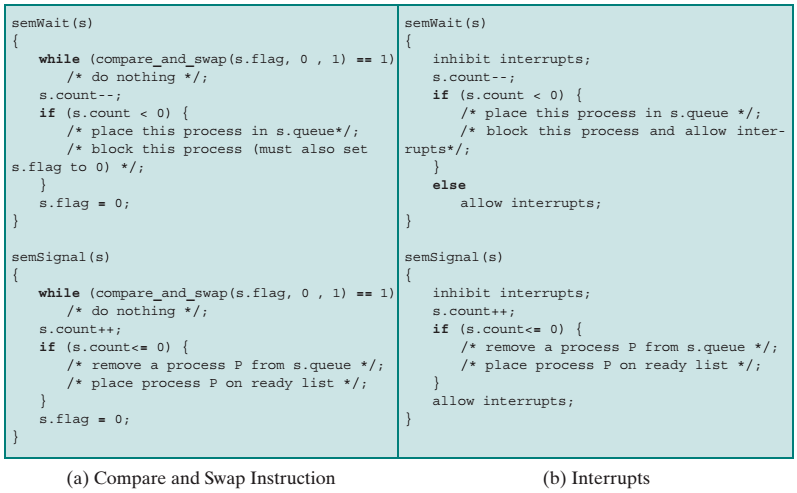 semWait(s)
{
while (compare_and_swap(s.flag, 0 , 1) == 1)
/* do nothing */;
s.count--;
if (s.count < 0) {
/* place this process in s.queue*/;
/* block this process (must also set
s.flag to 0) */;
}
s.flag = 0;
}
semSignal(s)
{
while (compare_and_swap(s.flag, 0 , 1) == 1)
/* do nothing */;
s.count++;
if (s.count<= 0) {
/* remove a process P from s.queue */;
/* place process P on ready list */;
}
s.flag = 0;
}
(a) Compare and Swap Instruction
semWait(s)
{
inhibit interrupts;
s.count--;
if (s.count < 0) {
/* place this process in s.queue */;
/* block this process and allow inter-
rupts*/;
}
else
allow interrupts;
}
semSignal(s)
{
inhibit interrupts;
s.count++;
if (s.count<= 0) {
/* remove a process P from s.queue */;
/* place process P on ready list */;
}
allow interrupts;
}
(b) Interrupts